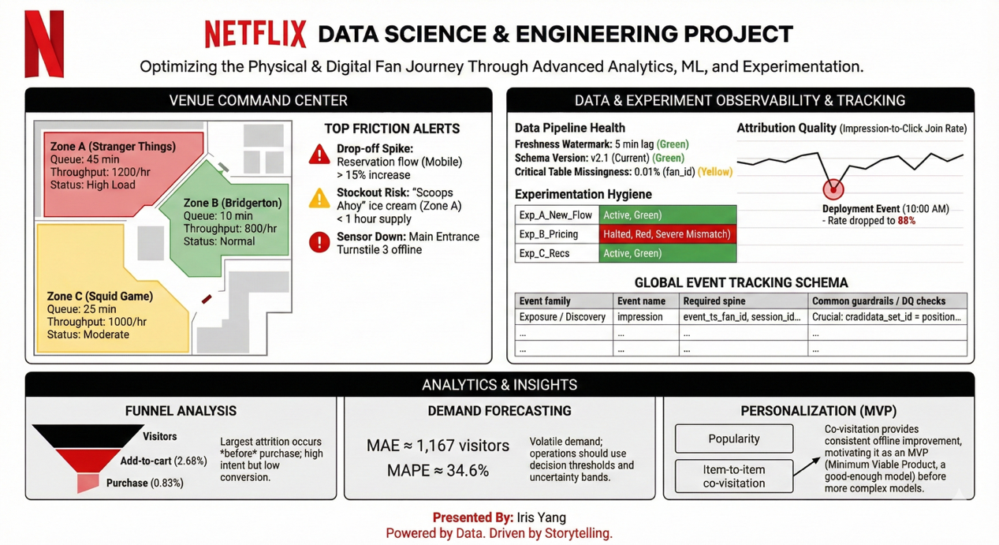 N
NETFLIX DATA SCIENCE & ENGINEERING PROJECT
Optimizing the Physical & Digital Fan Journey Through Advanced Analytics, ML, and Experimentation.
VENUE COMMAND CENTER
Zone A (Stranger Things)
Queue: 45 min
Throughput: 1200/hr
Status: High Load
Zone B (Bridgerton)
Queue: 10 min
Throughput: 800/hr
Status: Normal
Zone C (Squid Game)
Queue: 25 min
Throughput: 1000/hr
Status: Moderate
TOP FRICTION ALERTS
Drop-off Spike:
Reservation flow (Mobile)
> 15% increase
Stockout Risk: "Scoops
Ahoy" ice cream (Zone A)
< 1 hour supply
Sensor Down: Main Entrance
Turnstile 3 offline
DATA & EXPERIMENT OBSERVABILITY & TRACKING
Data Pipeline Health
Freshness Watermark: 5 min lag (Green)
Schema Version: v2.1 (Current) (Green)
Critical Table Missingness: 0.01% (fan_id) (Yellow)
Experimentation Hygiene
Exp_A_New_Flow Active, Green)
Exp_B_Pricing Halted, Red, Severe Mismatch)
Exp_C_Recs Active, Green)
Attribution Quality (Impression-to-Click Join Rate)
Deployment Event (10:00 AM)
- Rate dropped to 88%
GLOBAL EVENT TRACKING SCHEMA
Event family Event name Required spine Common guardrails / DQ checks
Exposure / Discovery impression event_ts_fan_id, session_id... Crucial: cradidata_set_id = position...
... ... ... ...
... ... ... ...
ANALYTICS & INSIGHTS
FUNNEL ANALYSIS
Visitors
Add-to-cart (2.68%)
Purchase (0.83%)
Largest attrition occurs
*before* purchase; high
intent but low
conversion.
DEMAND FORECASTING
MAE ≈ 1,167 visitors
MAPE ≈ 34.6%
Volatile demand;
operations should use
decision thresholds and
uncertainty bands.
PERSONALIZATION (MVP)
Popularity
Item-to-item
co-visitation
Co-visitation provides
consistent offline improvement,
motivating it as an MVP
(Minimum Viable Product, a
good-enough model) before
more complex models.
Presented By: Iris Yang
Powered by Data. Driven by Storytelling.